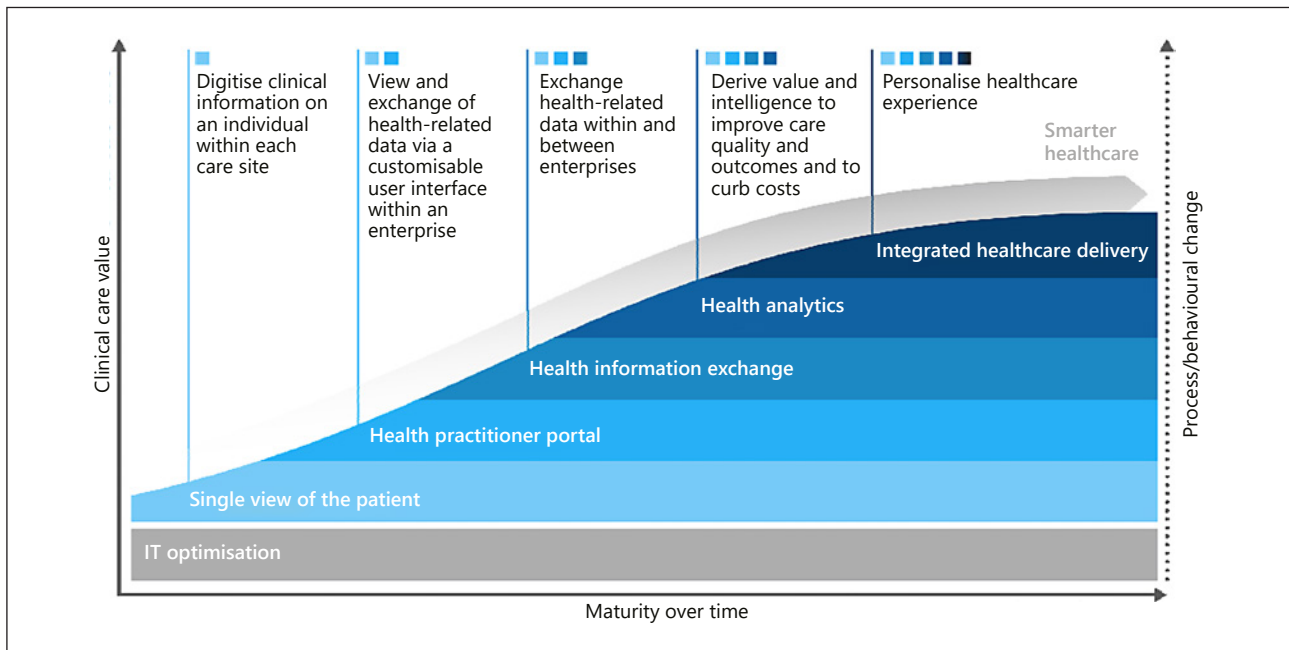 Digitise clinical
information on
an individual
within each
care site
View and
exchange of
health-related
data via a
customisable
user interface
within an
enterprise
Exchange
health-related
data within and
between
enterprises
Derive value and
intelligence to
improve care
quality and
outcomes and to
curb costs
Personalise healthcare
experience
Smarter
healthcare
Clinical care value
Process/behavioural change
Integrated healthcare delivery
Health analytics
Health information exchange
Health practitioner portal
Single view of the patient
IT optimisation
Maturity over time